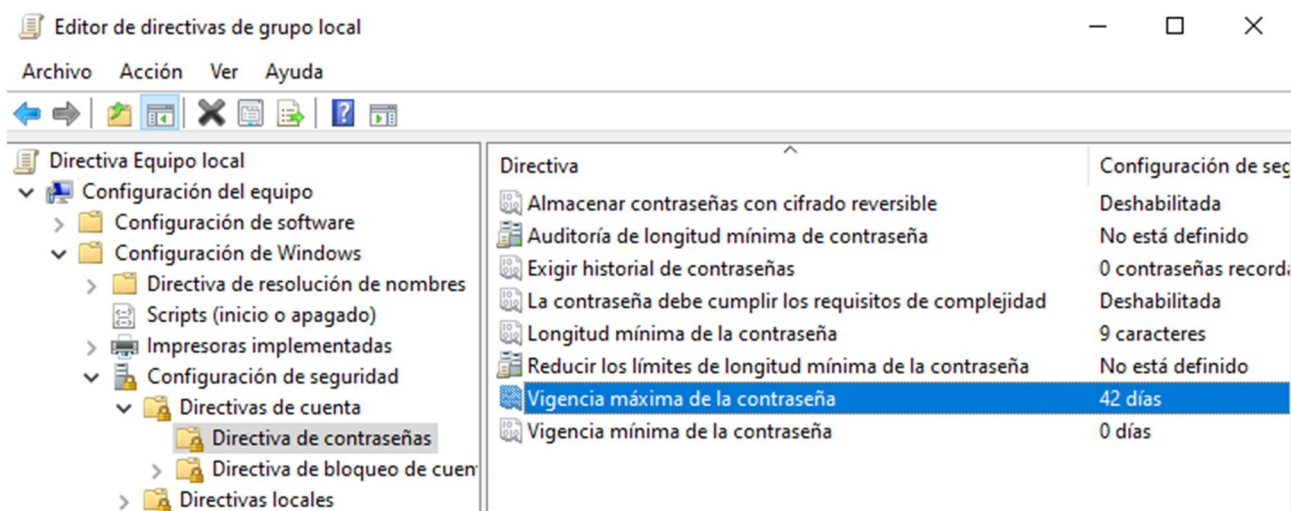 Editor de directivas de grupo local
Archivo Acción Ver Ayuda
Directiva Equipo local
Configuración del equipo
Configuración de software
Configuración de Windows
Directiva de resolución de nombres
Scripts (inicio o apagado)
Impresoras implementadas
Configuración de seguridad
Directivas de cuenta
Directiva de contraseñas
Directiva de bloqueo de cuen
Directivas locales
Directiva Configuración de seg
Almacenar contraseñas con cifrado reversible Deshabilitada
Auditoría de longitud mínima de contraseña No está definido
Exigir historial de contraseñas 0 contraseñas record
La contraseña debe cumplir los requisitos de complejidad Deshabilitada
Longitud mínima de la contraseña 9 caracteres
Reducir los límites de longitud mínima de la contraseña No está definido
Vigencia máxima de la contraseña 42 días
Vigencia mínima de la contraseña 0 días